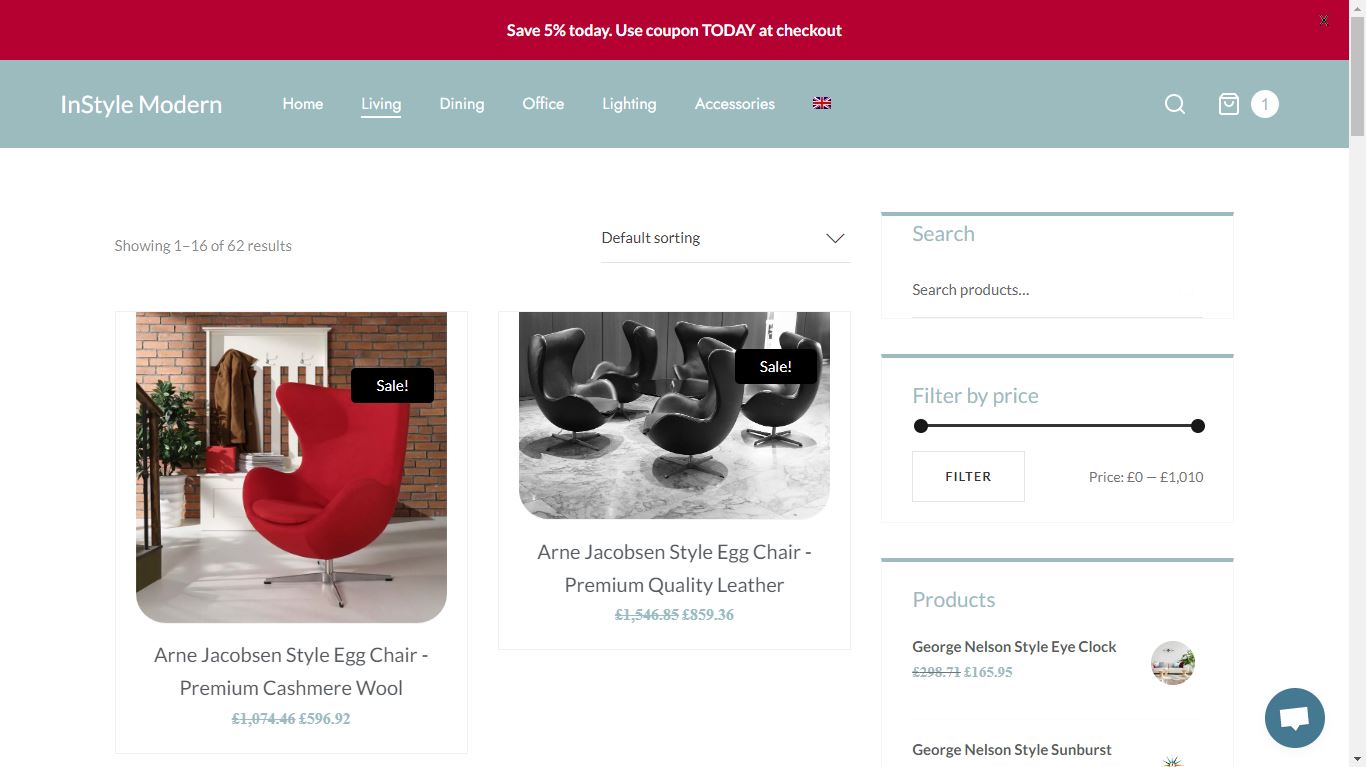 Save 5% today. Use coupon TODAY at checkout
X
InStyle Modern
Home
Living
Dining
Office
Lighting
Accessories
1
Showing 1–16 of 62 results
Default sorting
Search
Search products…
Filter by price
FILTER
Price: £0 — £1,010
Sale!
Arne Jacobsen Style Egg Chair -
Premium Cashmere Wool
£1,074.46 £596.92
Sale!
Arne Jacobsen Style Egg Chair -
Premium Quality Leather
£1,546.85 £859.36
Products
George Nelson Style Eye Clock
£298.71 £165.95
George Nelson Style Sunburst